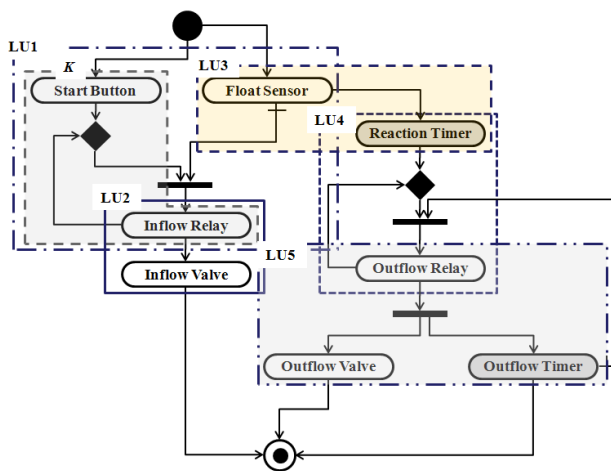 LU1
K
LU3
Start Button
Float Sensor
LU4
Reaction Timer
LU2
Inflow Relay
LU5
Inflow Valve
Outflow Relay
Outflow Valve
Outflow Timer